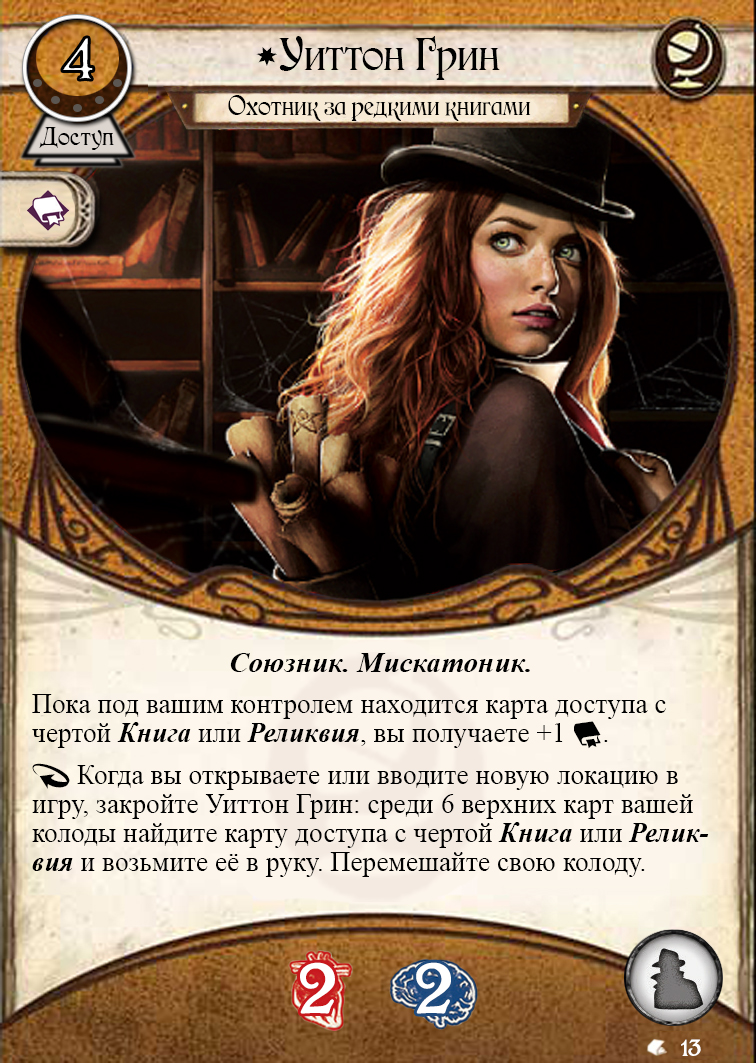 4
Уиттон Грин
Доступ
Охотник за редкими книгами
Союзник. Мискатоник.
Пока под вашим контролем находится карта доступа с
чертой Книга или Реликвия, вы получаете +1 .
Когда вы открываете или вводите новую локацию в
игру, закройте Уиттон Грин: среди 6 верхних карт вашей
колоды найдите карту доступа с чертой Книга или Релик-
вия и возьмите её в руку. Перемешайте свою колоду.
2 2
13